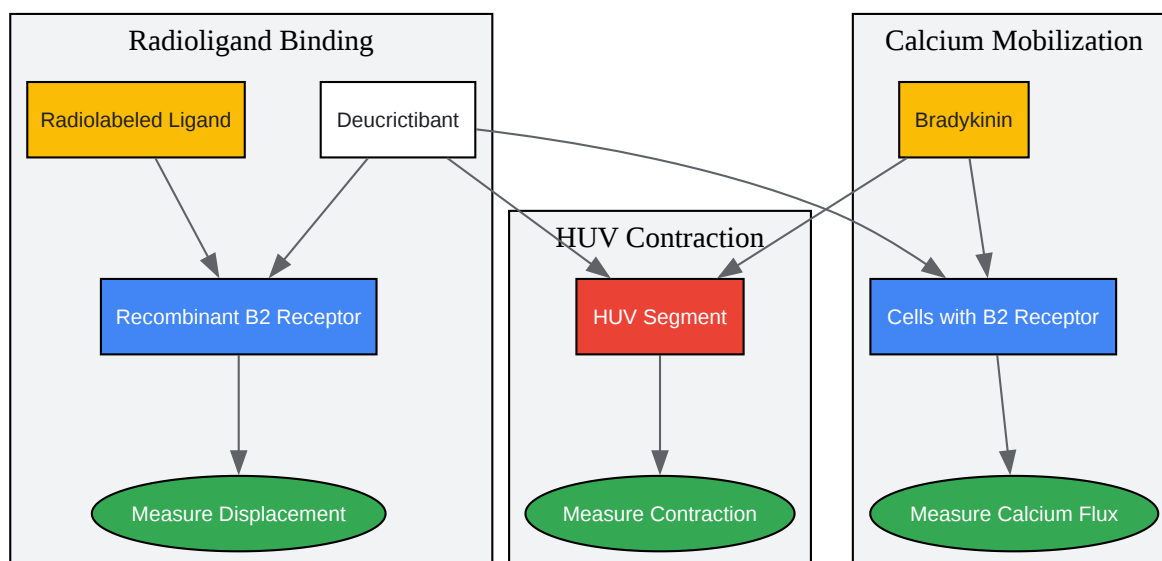 Radioligand Binding
Calcium Mobilization
Radiolabeled Ligand
Deucrictibant
Bradykinin
HUV Contraction
Recombinant B2 Receptor
HUV Segment
Cells with B2 Receptor
Measure Displacement
Measure Contraction
Measure Calcium Flux